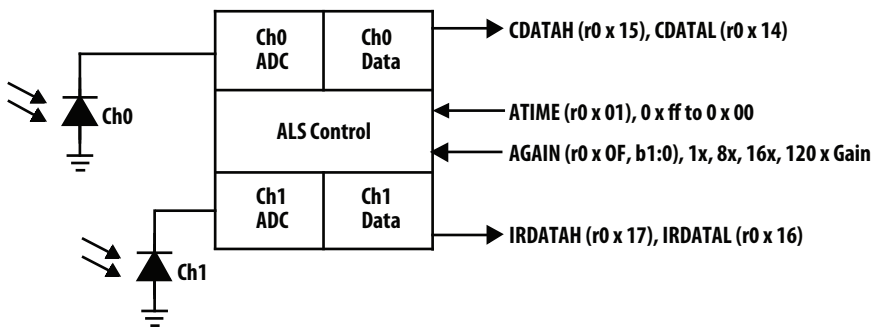 Ch0
ADC
Ch0
Data
CDATAH (r0 x 15), CDATAL (r0 x 14)
Ch0
ALS Control
ATIME (r0 x 01), 0 x ff to 0 x 00
AGAIN (r0 x OF, b1:0), 1x, 8x, 16x, 120 x Gain
Ch1
ADC
Ch1
Data
IRDATAH (r0 x 17), IRDATAL (r0 x 16)
Ch1